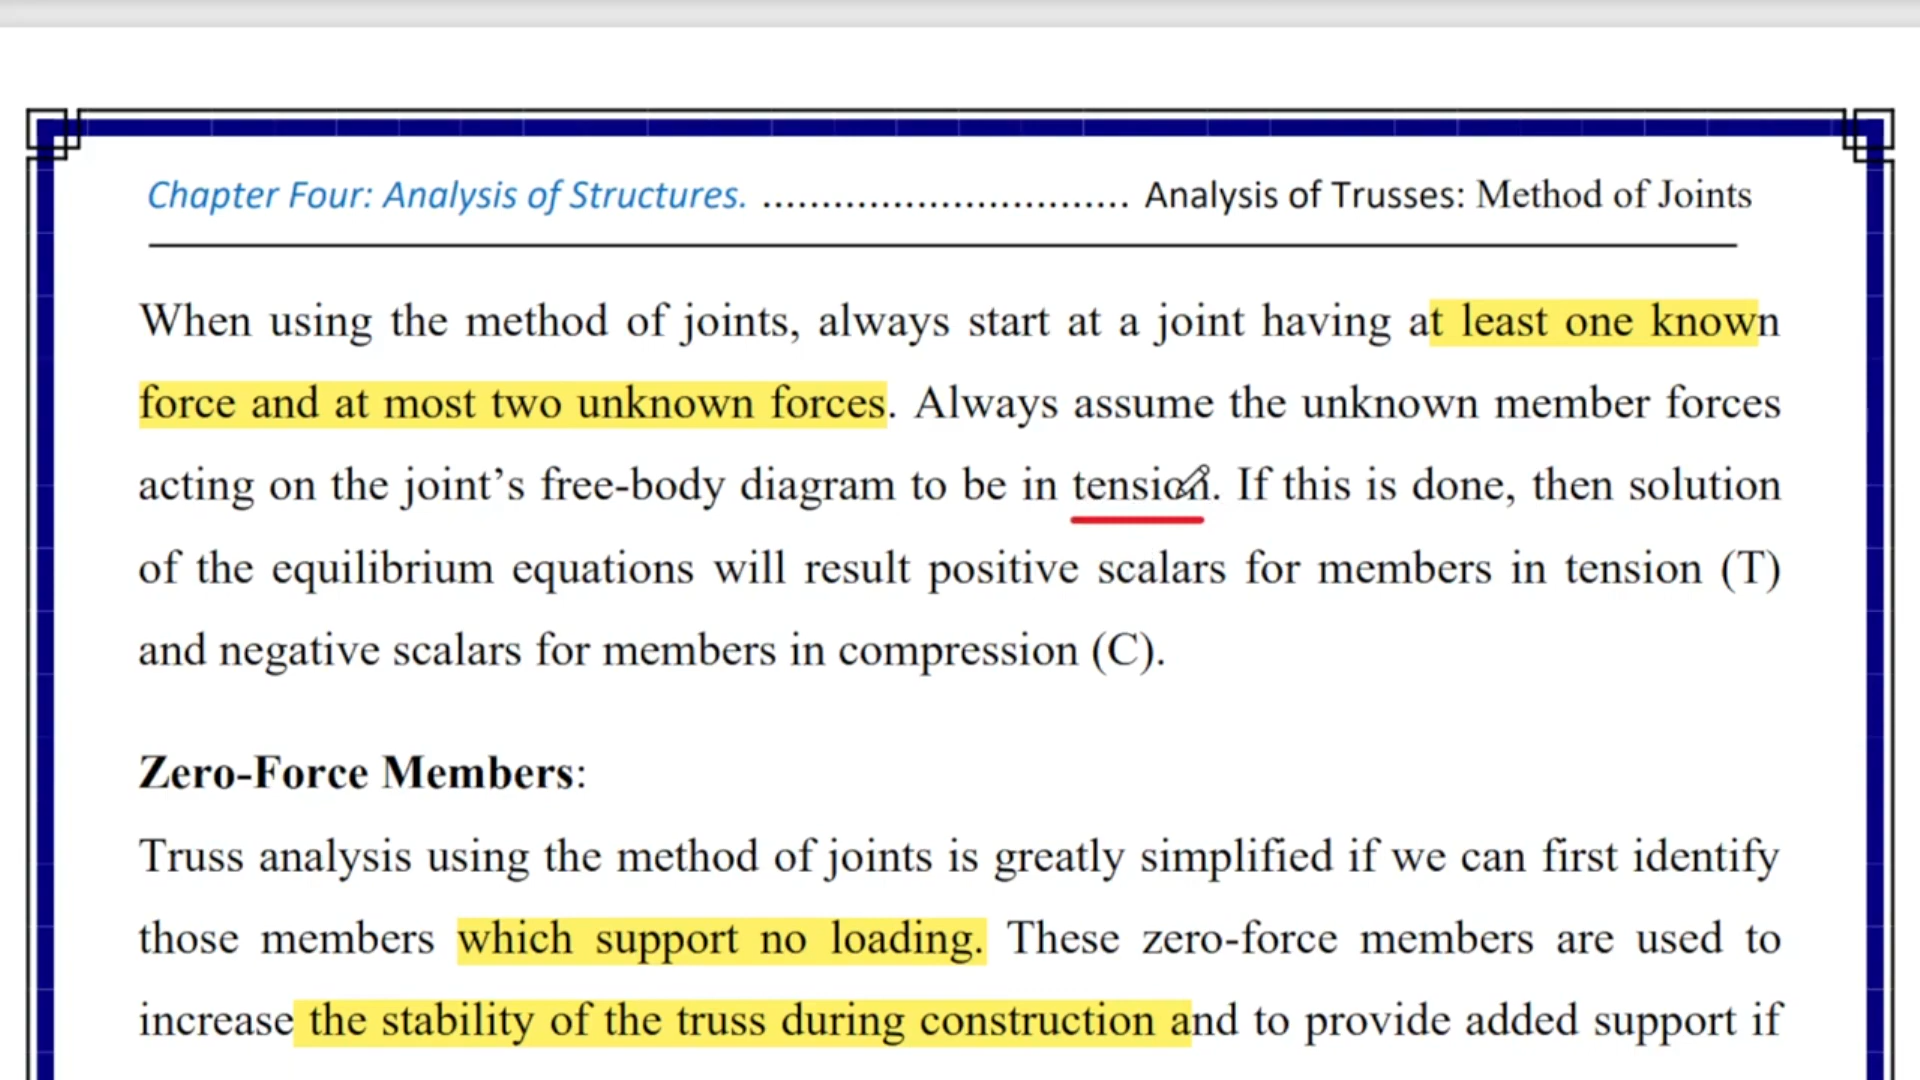 Chapter Four: Analysis of Structures. ................................ Analysis of Trusses: Method of Joints
When using the method of joints, always start at a joint having at least one known
force and at most two unknown forces. Always assume the unknown member forces
acting on the joint’s free-body diagram to be in tension. If this is done, then solution
of the equilibrium equations will result positive scalars for members in tension (T)
and negative scalars for members in compression (C).
Zero-Force Members:
Truss analysis using the method of joints is greatly simplified if we can first identify
those members which support no loading. These zero-force members are used to
increase the stability of the truss during construction and to provide added support if